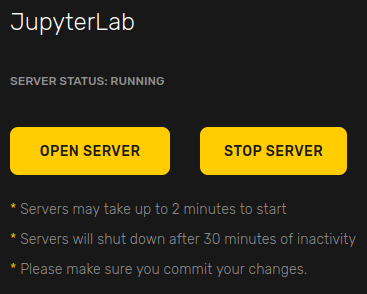 JupyterLab
SERVER STATUS: RUNNING
OPEN SERVER
STOP SERVER
* Servers may take up to 2 minutes to start
* Servers will shut down after 30 minutes of inactivity
* Please make sure you commit your changes.